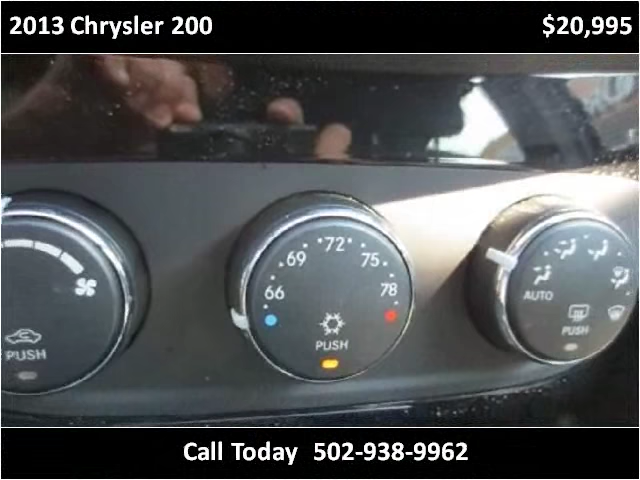 2013 Chrysler 200 $20,995
72
69 75
66 78
AUTO
PUSH PUSH PUSH
Call Today 502-938-9962